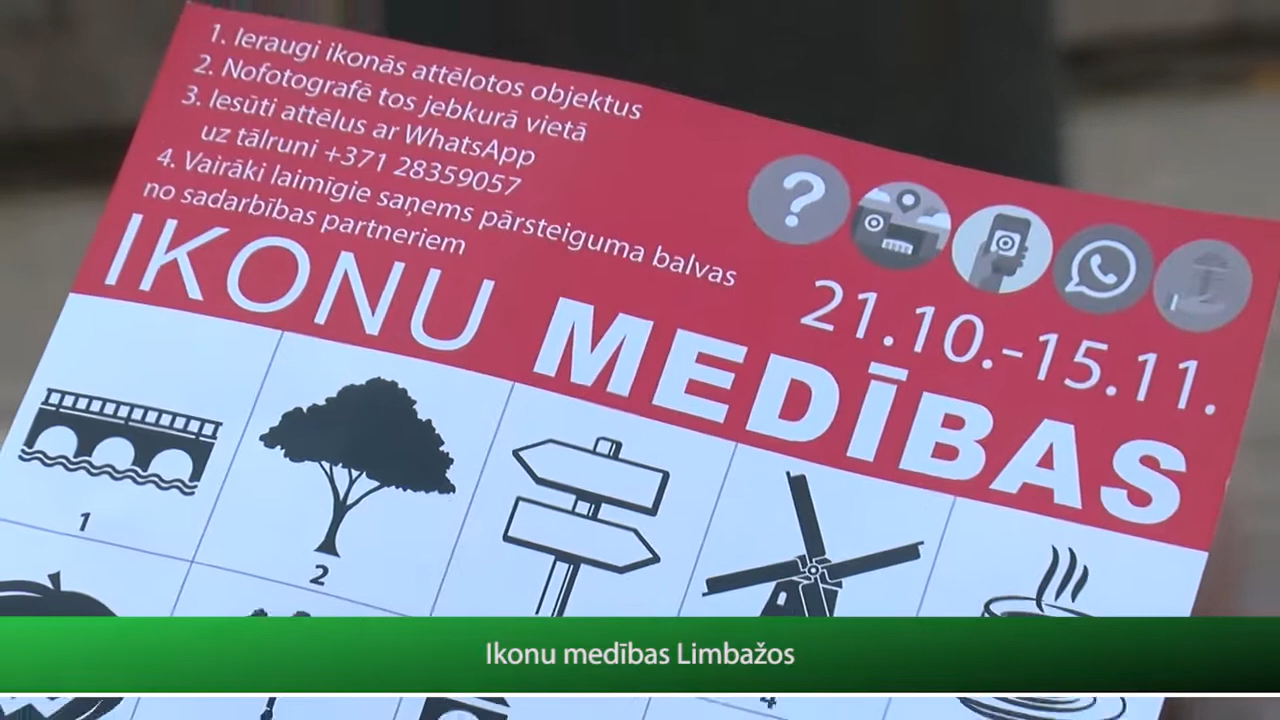 1. Ieraugi ikonās attēlotos objektus
2. Nofotografē tos jebkurā vietā
3. Iesūti attēlus ar WhatsApp
uz tālruni +371 28359057
4. Vairāki laimīgie saņems pārsteiguma balvas
no sadarbības partneriem
?
21.10.-15.11.
IKONU MEDĪBAS
1
2
4
Ikonu medības Limbažos